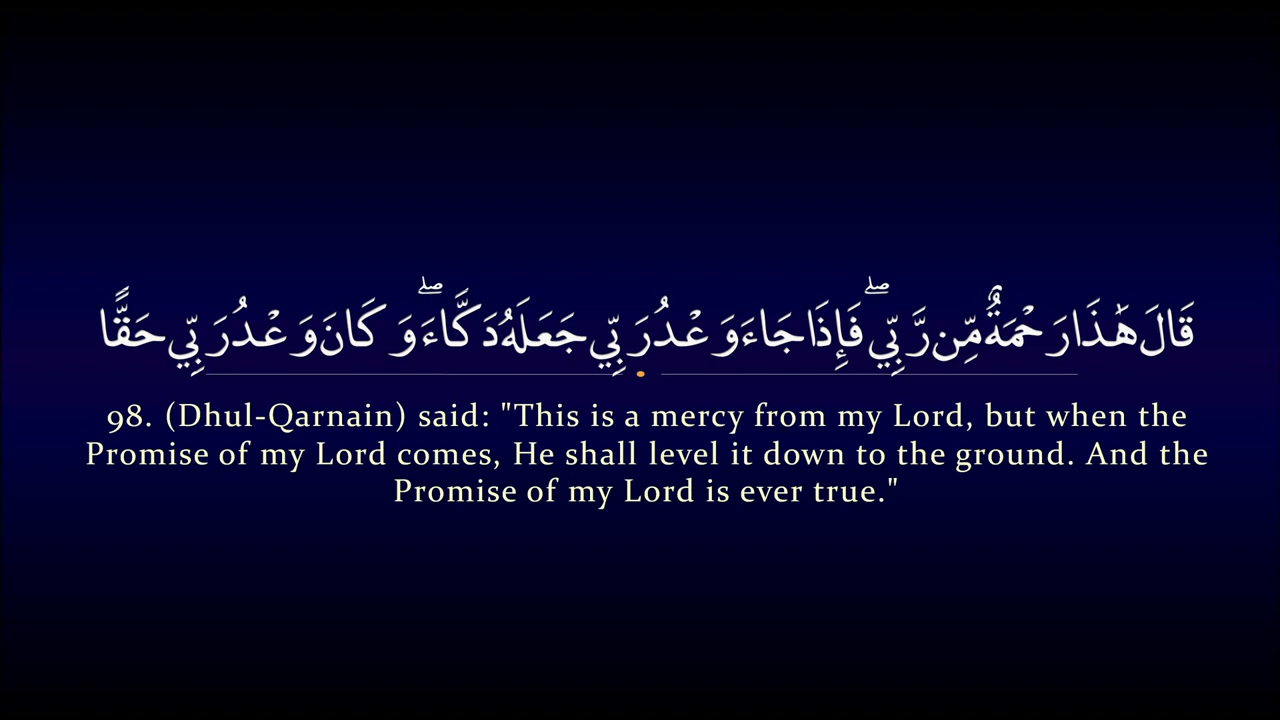 قَالَ هَٰذَا رَحْمَةٌ مِّن رَّبِّي ۖ فَإِذَا جَاءَ وَعْدُ رَبِّي جَعَلَهُ دَكَّاءَ ۖ وَكَانَ وَعْدُ رَبِّي حَقًّا
98. (Dhul-Qarnain) said: "This is a mercy from my Lord, but when the
Promise of my Lord comes, He shall level it down to the ground. And the
Promise of my Lord is ever true."